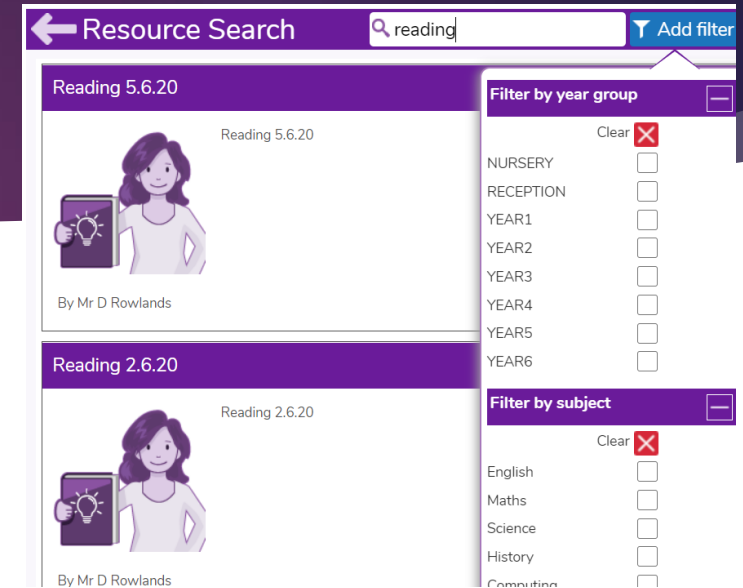 Resource Search
reading
Add filter
Reading 5.6.20
Reading 5.6.20
By Mr D Rowlands
Reading 2.6.20
Reading 2.6.20
By Mr D Rowlands
Filter by year group
Clear
NURSERY
RECEPTION
YEAR1
YEAR2
YEAR3
YEAR4
YEAR5
YEAR6
Filter by subject
Clear
English
Maths
Science
History
Computing